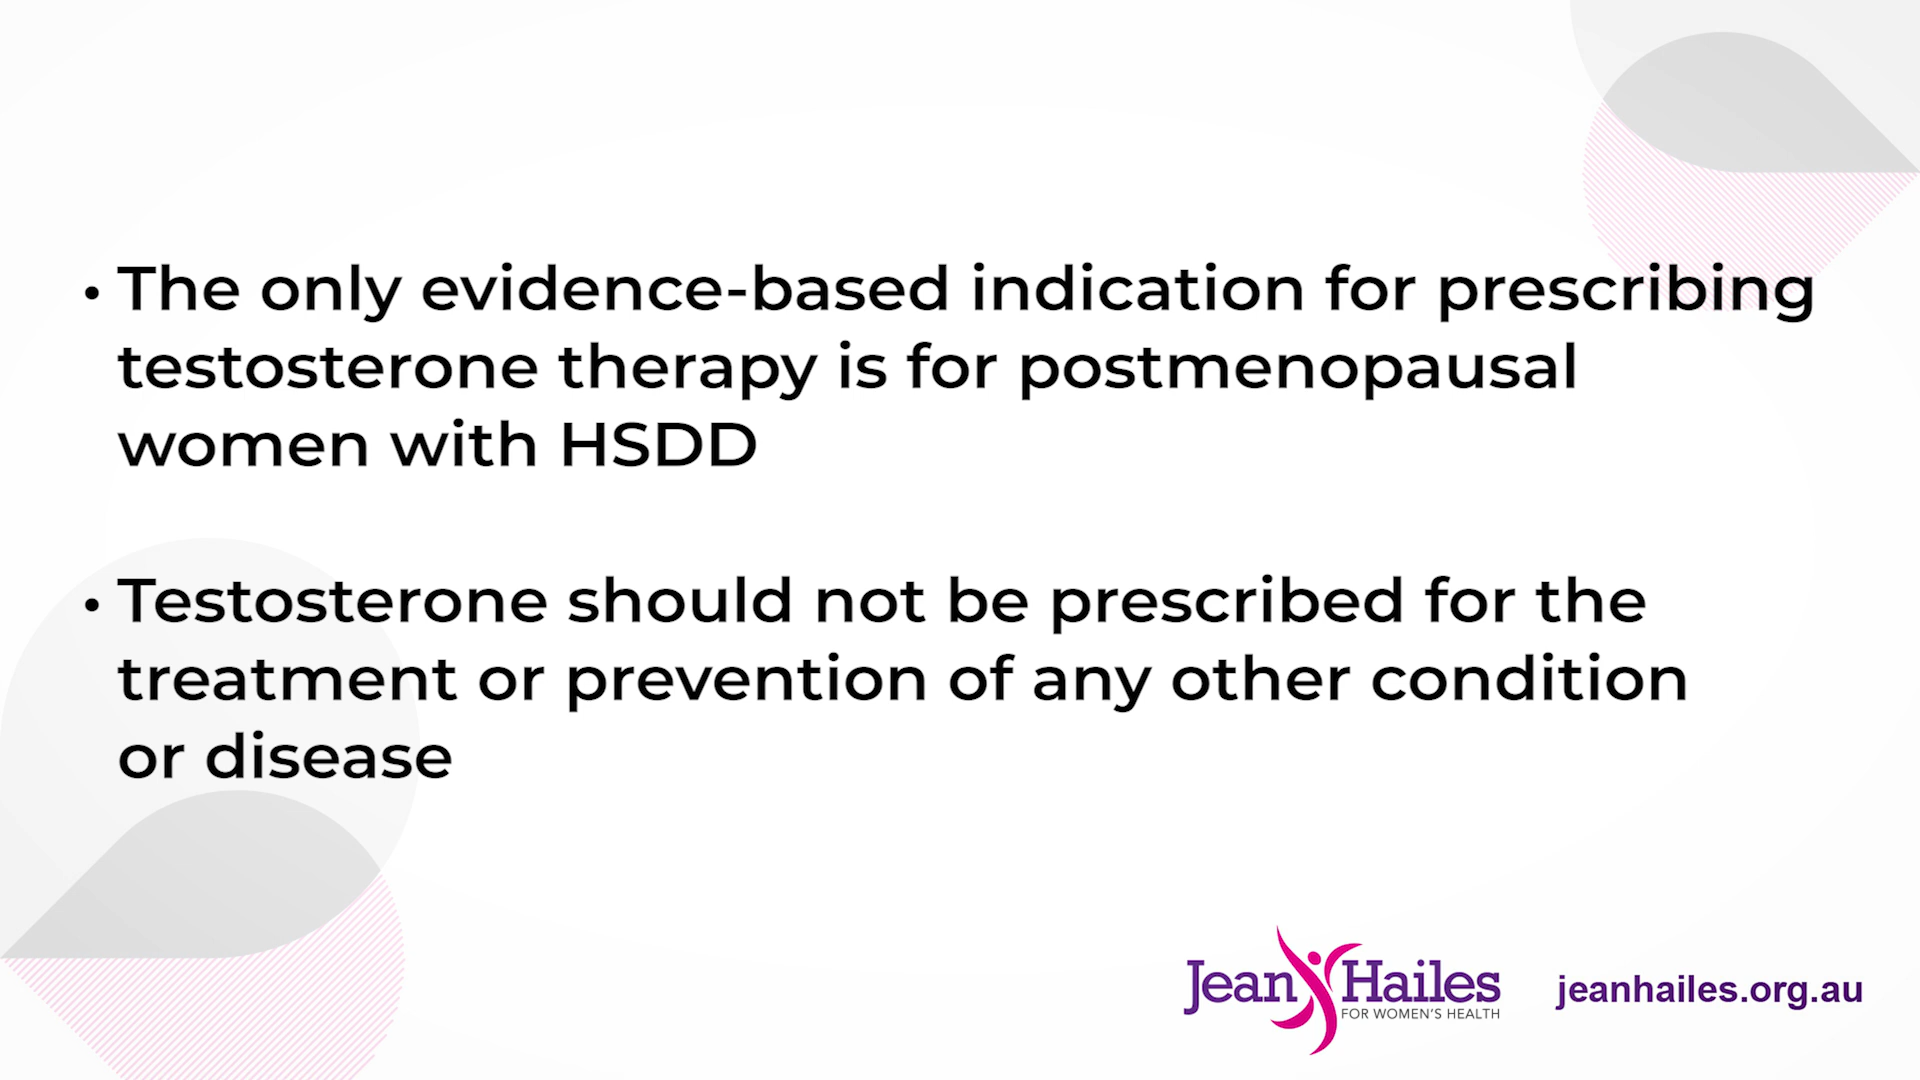 • The only evidence-based indication for prescribing
testosterone therapy is for postmenopausal
women with HSDD
• Testosterone should not be prescribed for the
treatment or prevention of any other condition
or disease
Jean Hailes
FOR WOMEN'S HEALTH
jeanhailes.org.au